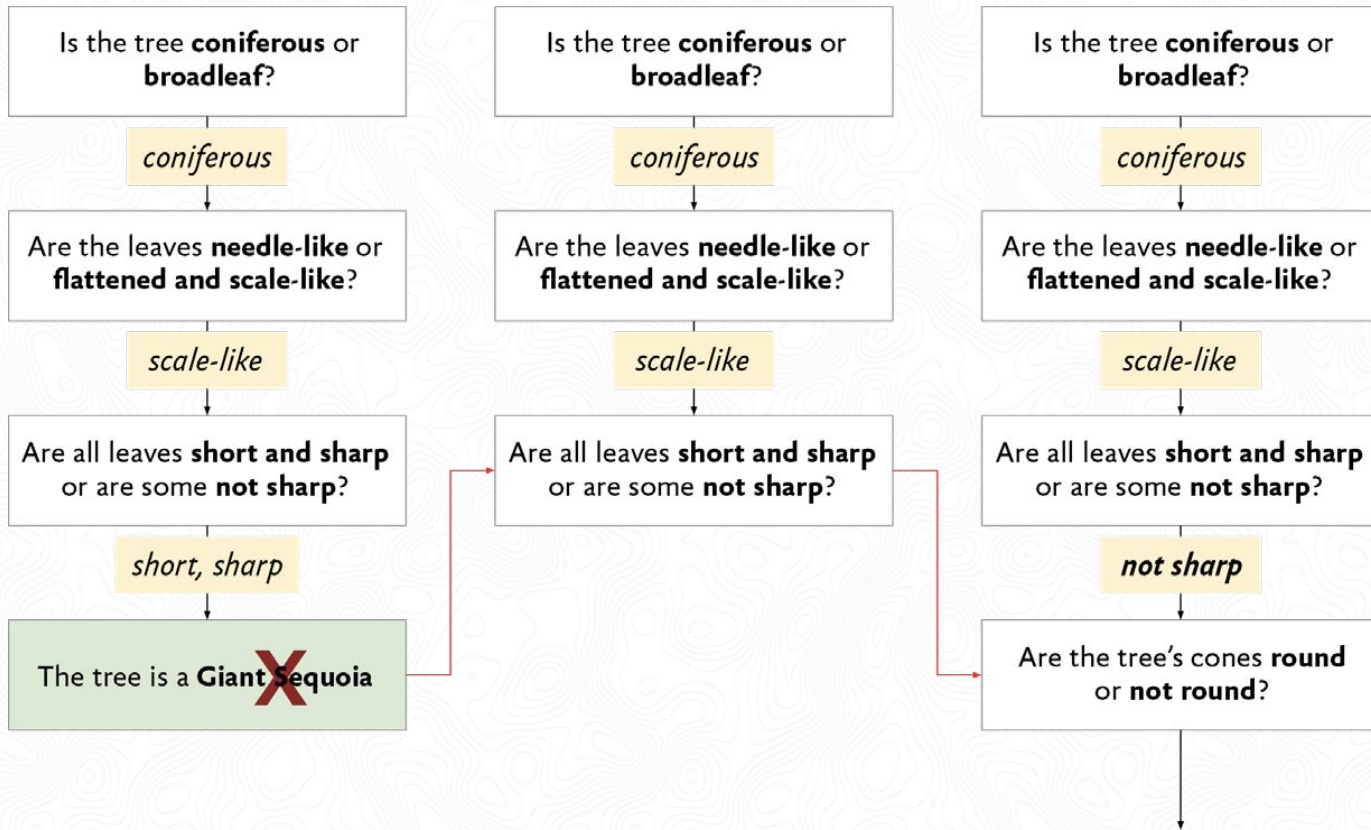 Is the tree coniferous or
broadleaf?
coniferous
Are the leaves needle-like or
flattened and scale-like?
scale-like
Are all leaves short and sharp
or are some not sharp?
short, sharp
The tree is a Giant Sequoia
X
Is the tree coniferous or
broadleaf?
coniferous
Are the leaves needle-like or
flattened and scale-like?
scale-like
Are all leaves short and sharp
or are some not sharp?
Is the tree coniferous or
broadleaf?
coniferous
Are the leaves needle-like or
flattened and scale-like?
scale-like
Are all leaves short and sharp
or are some not sharp?
not sharp
Are the tree's cones round
or not round?